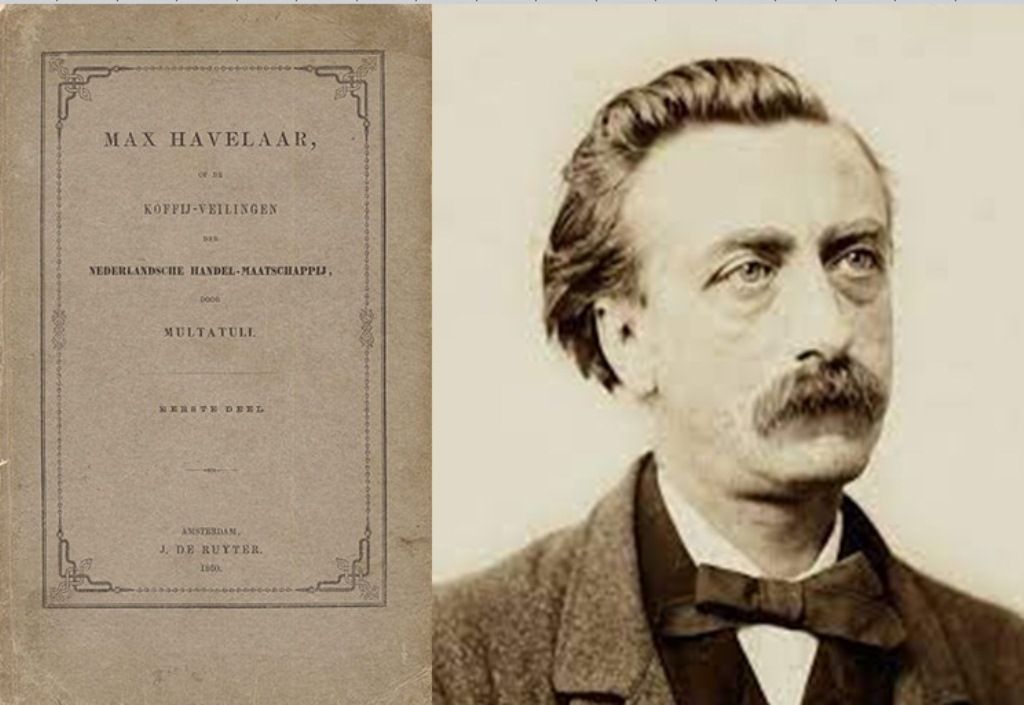 MAX HAVELAAR,
OF DE
KOFFIJ-VEILINGEN
DER
NEDERLANDSCHE HANDEL-MAATSCHAPPIJ,
DOOR
MULTATULI.
EERSTE DEEL
AMSTERDAM,
J. DE RUYTER.
1860.